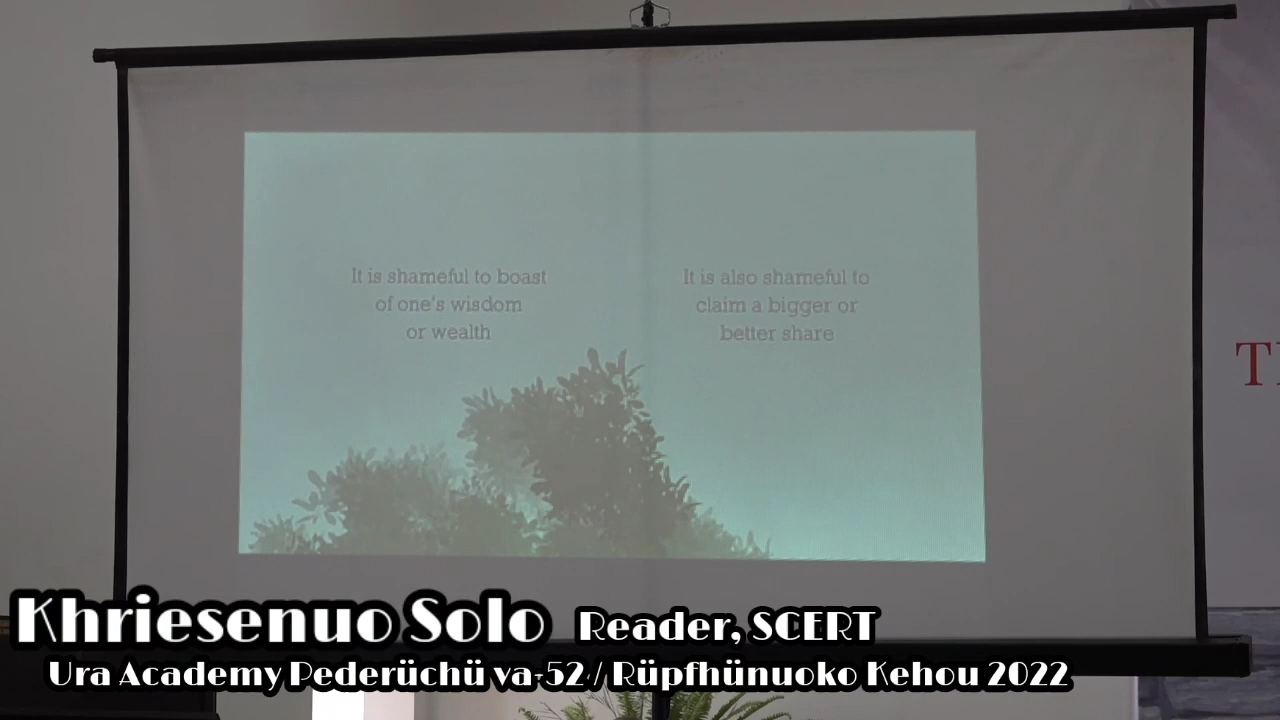 It is shameful to boast
of one's wisdom
or wealth
It is also shameful to
claim a bigger or
better share
Khriesenuo Solo Reader, SCERT
Ura Academy Pederüchü va-52 / Rüpfhünuoko Kehou 2022